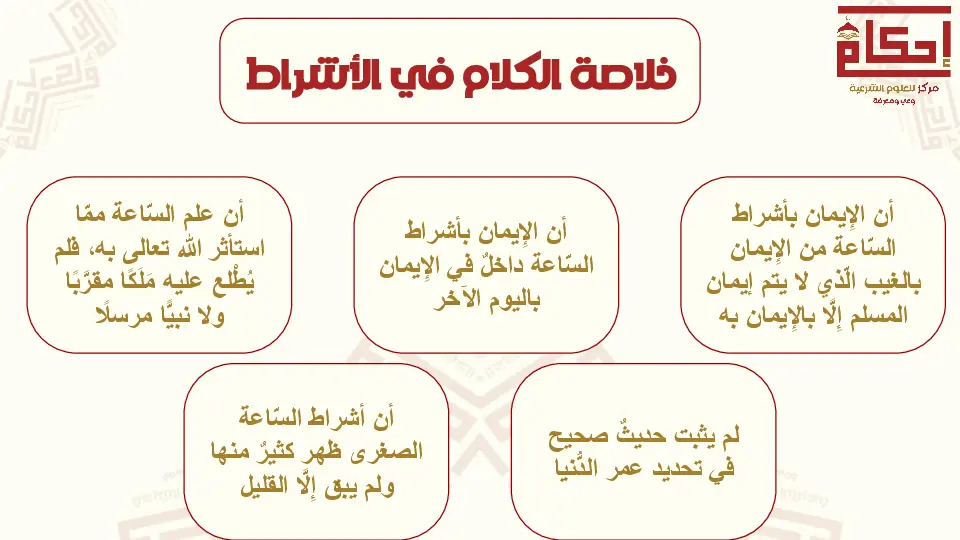 إحكام
مركز للعلوم الشرعية
وعي ومعرفة
خلاصة الكلام في الأشراط
أن الإيمان بأشراط
السّاعة من الإيمان
بالغيب الّذي لا يتم إيمان
المسلم إلَّا بالإيمان به
أن الإيمان بأشراط
السّاعة داخلٌ في الإيمان
باليوم الآخر
أن علم السّاعة ممّا
استأثر الله تعالى به، فلم
يُطْلع عليه مَلَكًا مقرَّبًا
ولا نبيًّا مرسلًا
لم يثبت حديثٌ صحيح
في تحديد عمر الدُّنيا
أن أشراط السّاعة
الصغرى ظهر كثيرٌ منها
ولم يبق إلَّا القليل